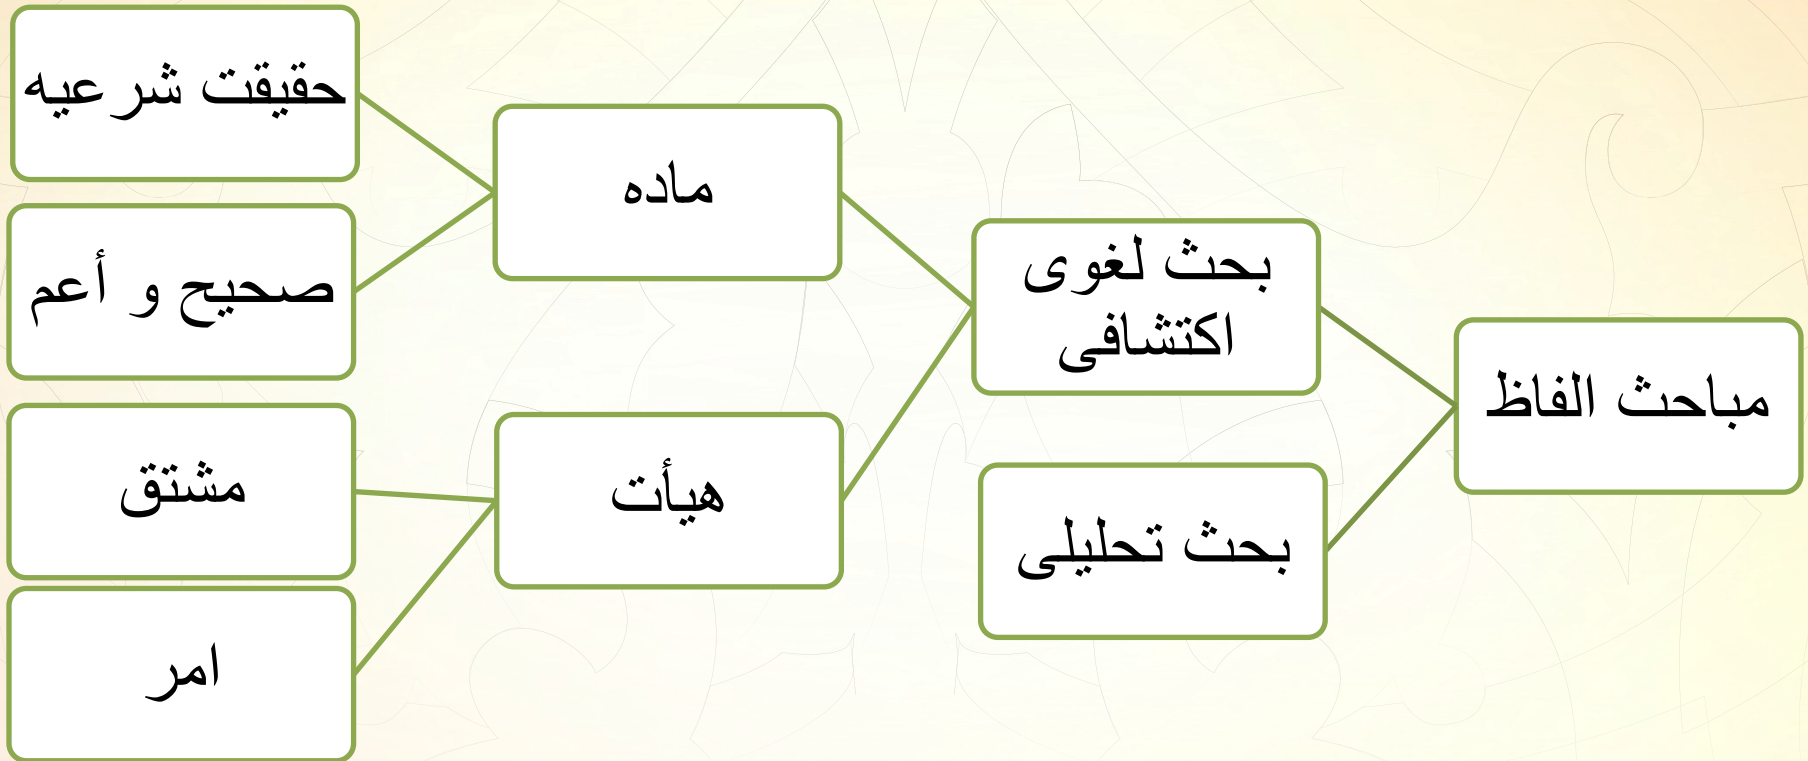 مباحث الفاظ
بحث لغوی
اکتشافی
بحث تحلیلی
ماده
هیأت
حقیقت شرعیه
صحیح و أعم
مشتق
امر